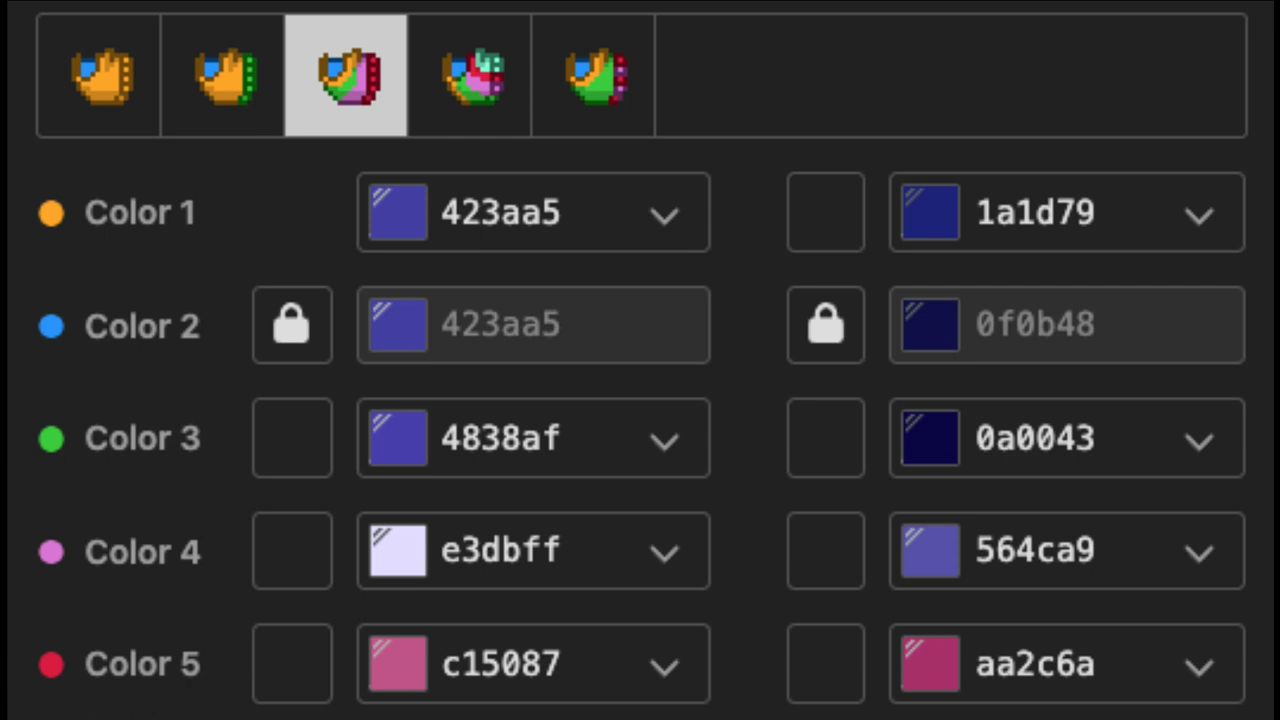 Color 1 423aa5 1a1d79
Color 2 423aa5 0f0b48
Color 3 4838af 0a0043
Color 4 e3dbff 564ca9
Color 5 c15087 aa2c6a